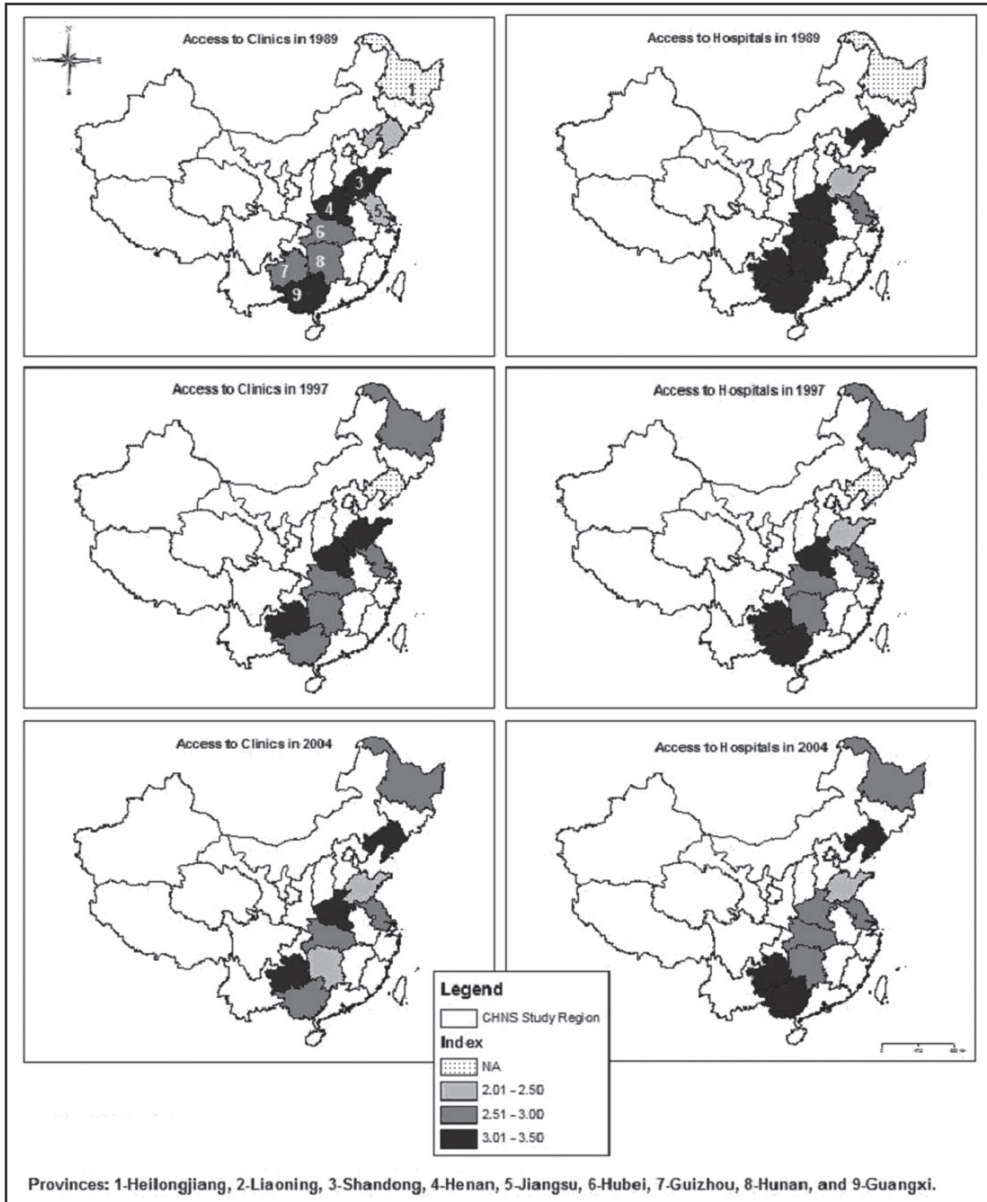 Access to Clinics in 1989
N
W
E
S
1
2
3
4
5
6
7
8
9
Access to Hospitals in 1989
Access to Clinics in 1997
Access to Hospitals in 1997
Access to Clinics in 2004
Access to Hospitals in 2004
Legend
CHNS Study Region
Index
N\A
2.01 - 2.50
2.51 - 3.00
3.01 - 3.50
Provinces: 1-Heilongjiang, 2-Liaoning, 3-Shandong, 4-Henan, 5-Jiangsu, 6-Hubei, 7-Guizhou, 8-Hunan, and 9-Guangxi.